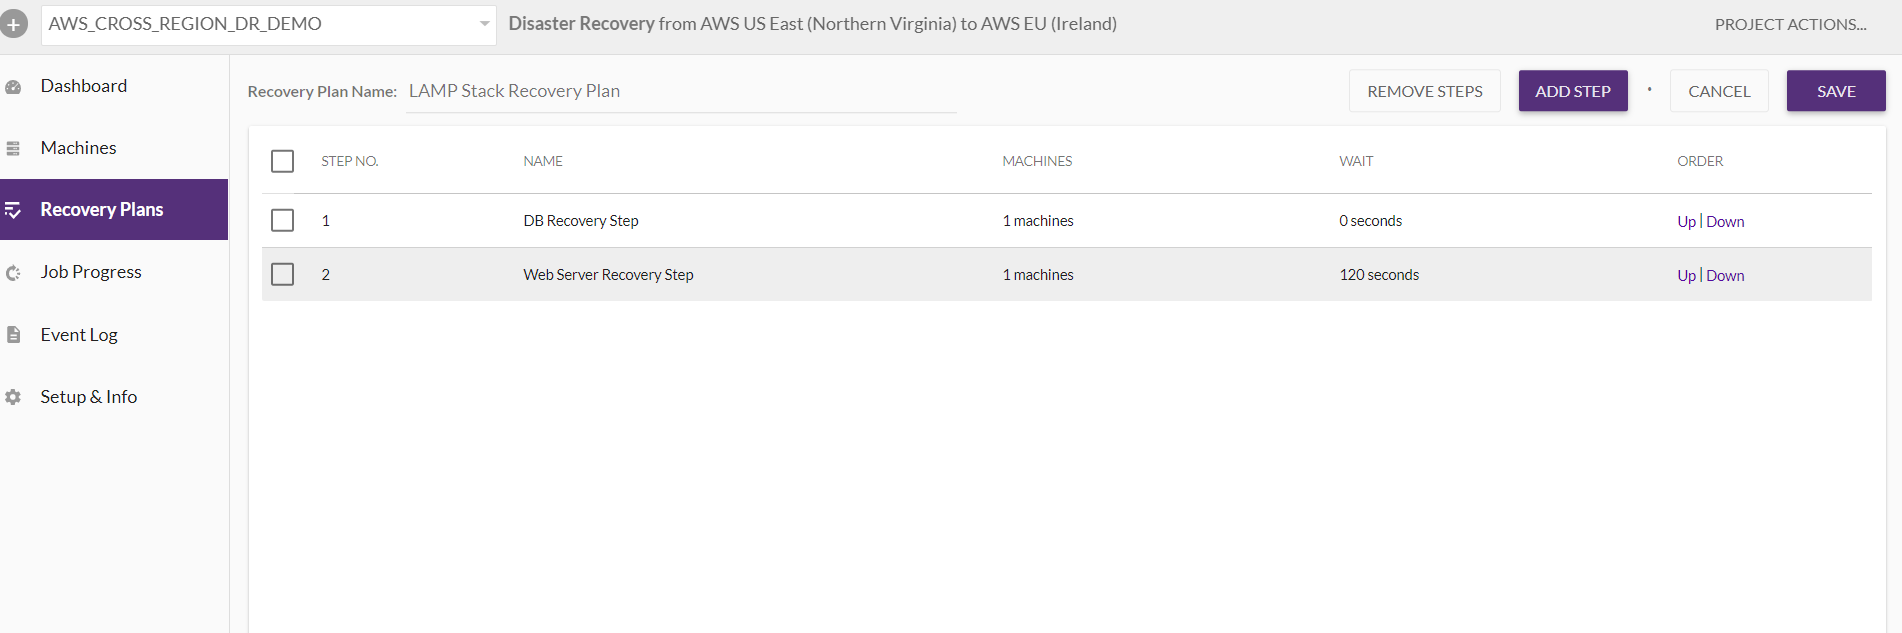 AWS_CROSS_REGION_DR_DEMO Disaster Recovery from AWS US East (Northern Virginia) to AWS EU (Ireland) PROJECT ACTIONS...
Dashboard
Machines
Recovery Plans
Job Progress
Event Log
Setup & Info
Recovery Plan Name: LAMP Stack Recovery Plan REMOVE STEPS ADD STEP • CANCEL SAVE
STEP NO. NAME MACHINES WAIT ORDER
1 DB Recovery Step 1 machines 0 seconds Up | Down
2 Web Server Recovery Step 1 machines 120 seconds Up | Down